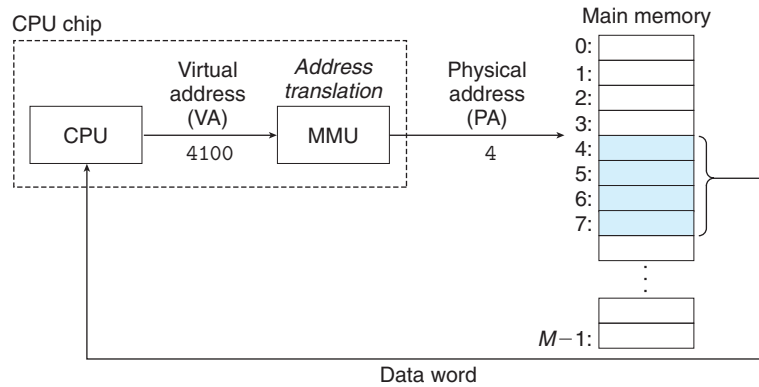 CPU chip
Main memory
Virtual
address
(VA)
Address
translation
Physical
address
(PA)
CPU
MMU
4100
4
0:
1:
2:
3:
4:
5:
6:
7:
M−1:
Data word